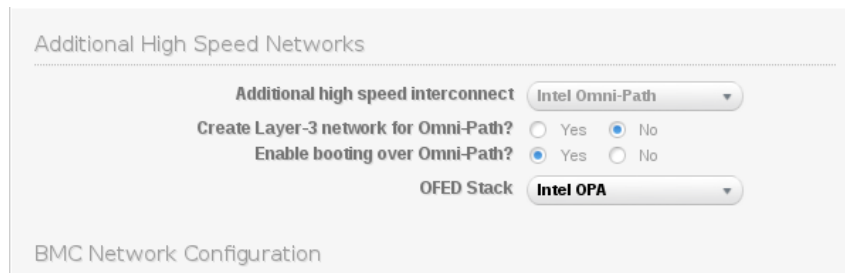 Additional High Speed Networks
Additional high speed interconnect Intel Omni-Path
Create Layer-3 network for Omni-Path? Yes No
Enable booting over Omni-Path? Yes No
OFED Stack Intel OPA
BMC Network Configuration